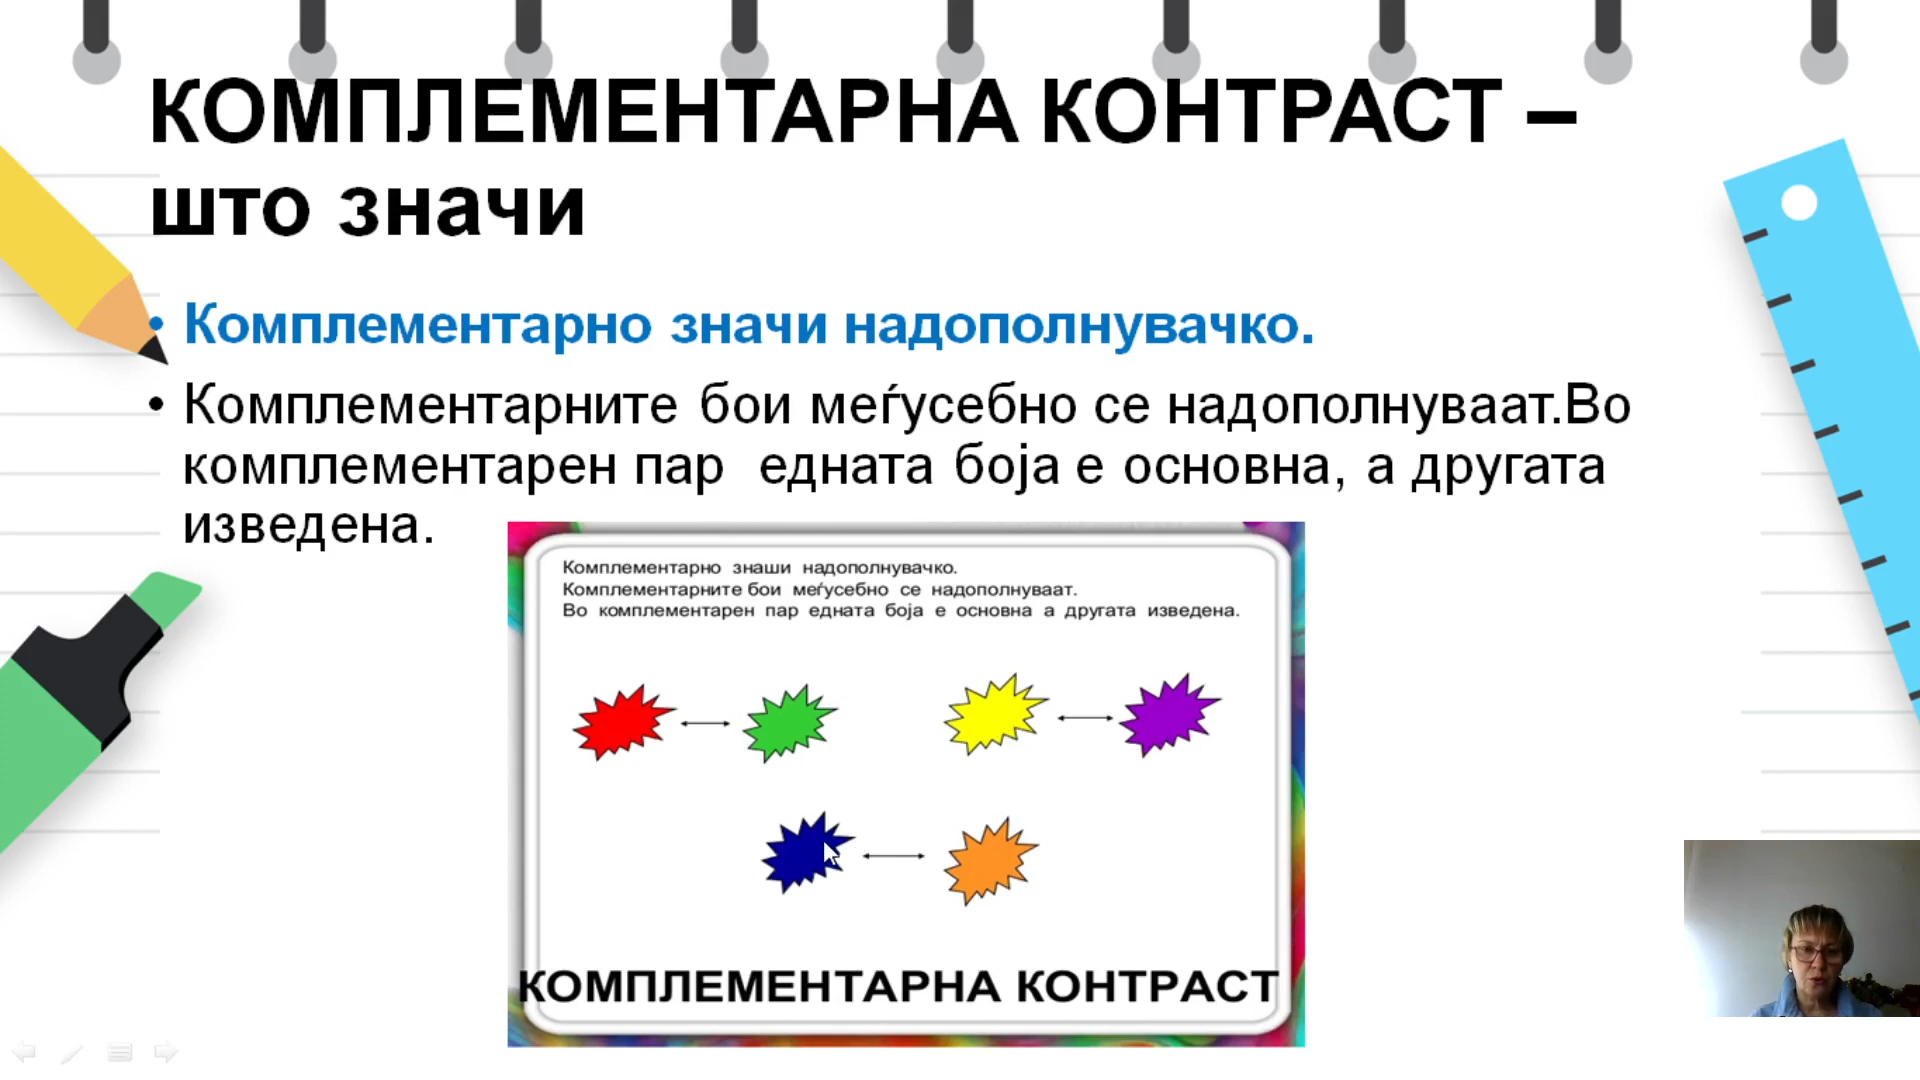 КОМПЛЕМЕНТАРНА КОНТРАСТ –
што значи
• Комплементарно значи надополнувачко.
• Комплементарните бои меѓусебно се надополнуваат.Во
комплементарен пар едната боја е основна, а другата
изведена.
Комплементарно знаши надополнувачко.
Комплементарните бои меѓусебно се надополнуваат.
Во комплементарен пар едната боја е основна а другата изведена.
КОМПЛЕМЕНТАРНА КОНТРАСТ